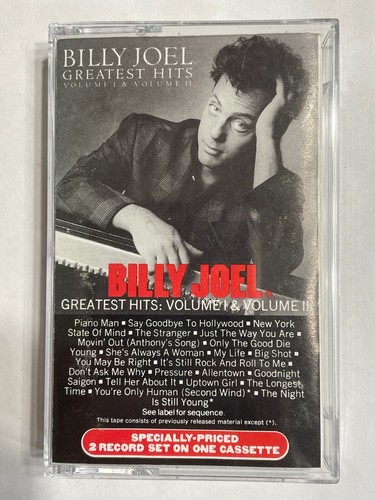 BILLY JOEL
GREATEST HITS
VOLUME I & VOLUME II
BILLY JOEL
GREATEST HITS: VOLUME I & VOLUME II
Piano Man ▪ Say Goodbye To Hollywood ▪ New York
State Of Mind ▪ The Stranger ▪ Just The Way You Are ▪
Movin' Out (Anthony's Song) ▪ Only The Good Die
Young ▪ She's Always A Woman ▪ My Life ▪ Big Shot ▪
You May Be Right ▪ It's Still Rock And Roll To Me ▪
Don't Ask Me Why ▪ Pressure ▪ Allentown ▪ Goodnight
Saigon ▪ Tell Her About It ▪ Uptown Girl ▪ The Longest
Time ▪ You're Only Human (Second Wind)* ▪ The Night
Is Still Young*
See label for sequence.
This tape consists of previously released material except (*).
SPECIALLY-PRICED
2 RECORD SET ON ONE CASSETTE